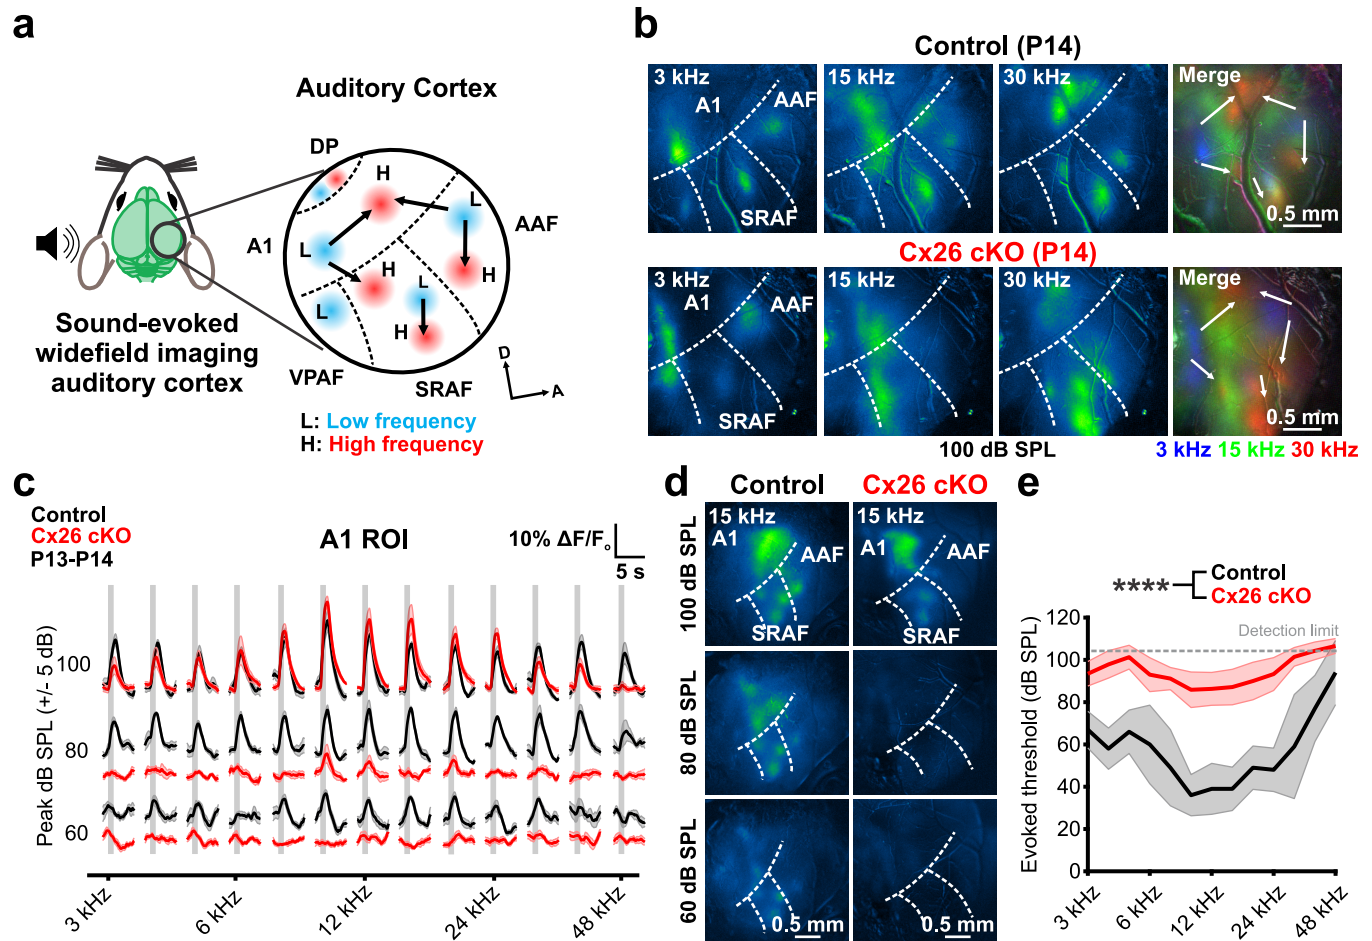 a
Auditory Cortex
DP
H
L
A1
AAF
L
H
H
L
L
H
VPAF
SRAF
D
A
Sound-evoked
widefield imaging
auditory cortex
L: Low frequency
H: High frequency
b
Control (P14)
3 kHz
A1
AAF
SRAF
15 kHz
30 kHz
Merge
0.5 mm
Cx26 cKO (P14)
3 kHz
A1
AAF
SRAF
15 kHz
30 kHz
Merge
0.5 mm
100 dB SPL
3 kHz 15 kHz 30 kHz
c
Control
Cx26 cKO
P13-P14
A1 ROI
10% ΔF/Fo
5 s
Peak dB SPL (+/- 5 dB)
100
80
60
3 kHz
6 kHz
12 kHz
24 kHz
48 kHz
d
Control
Cx26 cKO
100 dB SPL
15 kHz
A1
AAF
SRAF
15 kHz
A1
AAF
SRAF
80 dB SPL
60 dB SPL
0.5 mm
0.5 mm
e
****
Control
Cx26 cKO
Detection limit
Evoked threshold (dB SPL)
120
100
80
60
40
20
0
3 kHz
6 kHz
12 kHz
24 kHz
48 kHz